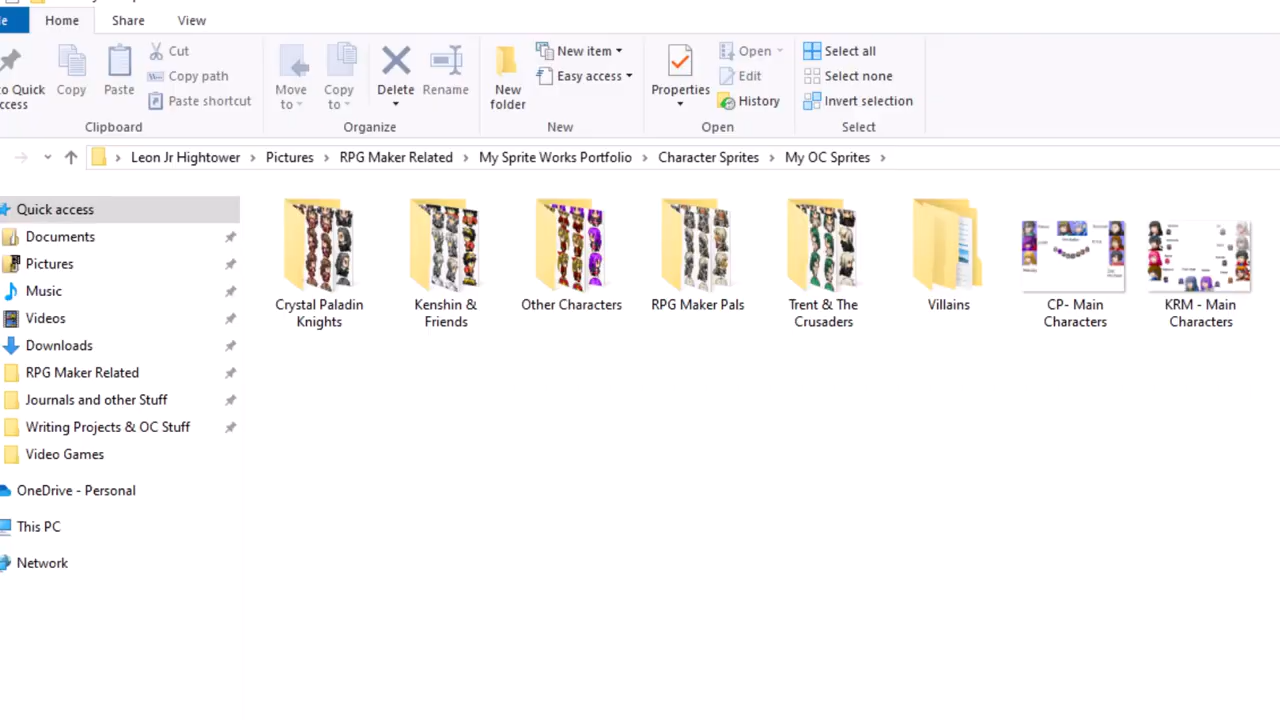 Home Share View
Cut
Copy path
Paste shortcut
Copy
Paste
Clipboard
Move to
Copy to
Delete
Rename
Organize
New folder
New item
Easy access
New
Properties
Open
Edit
History
Open
Select all
Select none
Invert selection
Select
Leon Jr Hightower › Pictures › RPG Maker Related › My Sprite Works Portfolio › Character Sprites › My OC Sprites ›
Quick access
Documents
Pictures
Music
Videos
Downloads
RPG Maker Related
Journals and other Stuff
Writing Projects & OC Stuff
Video Games
OneDrive - Personal
This PC
Network
Crystal Paladin
Knights
Kenshin &
Friends
Other Characters
RPG Maker Pals
Trent & The
Crusaders
Villains
CP- Main
Characters
KRM - Main
Characters